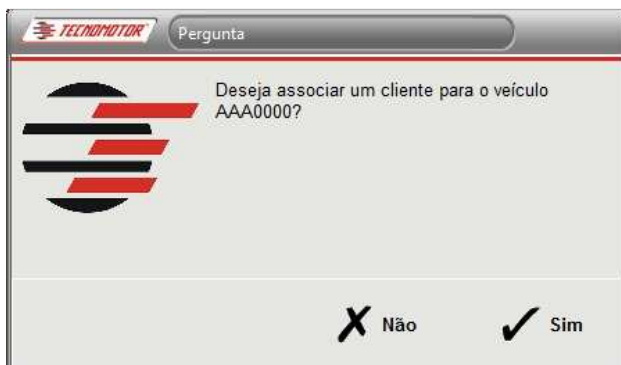 TECNOMOTOR
Pergunta
Deseja associar um cliente para o veículo
AAA0000?
Não
Sim